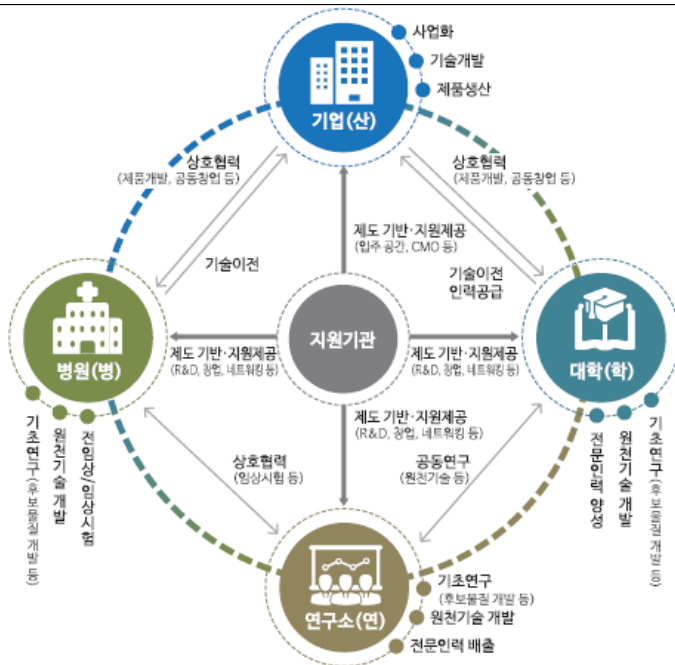 사업화
기술개발
제품생산
기업(산)
상호협력
(제품개발, 공동창업 등)
상호협력
(제품개발, 공동창업 등)
제도 기반·지원제공
(입주 공간, CMO 등)
기술이전
기술이전
인력공급
지원기관
병원(병)
대학(학)
제도 기반·지원제공
(R&D, 창업, 네트워킹 등)
제도 기반·지원제공
(R&D, 창업, 네트워킹 등)
기초연구(후보물질 개발 등)
원천기술 개발
전임상/임상시험
제도 기반·지원제공
(R&D, 창업, 네트워킹 등)
전문인력 양성
원천기술 개발
기초연구(후보물질 개발 등)
상호협력
(임상시험 등)
공동연구
(원천기술 등)
연구소(연)
기초연구
(후보물질 개발 등)
원천기술 개발
전문인력 배출